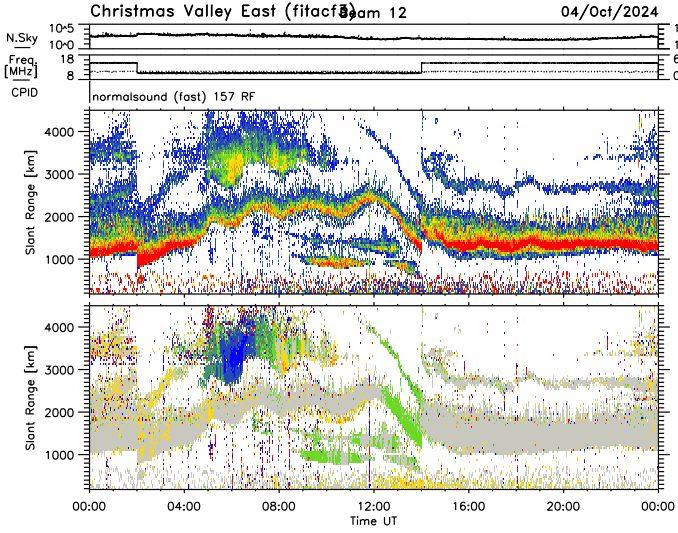 Christmas Valley East (fitacf3) Beam 12 04/Oct/2024
N.Sky 10^5 10^0 1 1
Freq. [MHz] 18 8 6 0
CPID normalsound (fast) 157 RF
Slant Range [km] 4000 3000 2000 1000
Slant Range [km] 4000 3000 2000 1000
00:00 04:00 08:00 12:00 16:00 20:00 00:00
Time UT